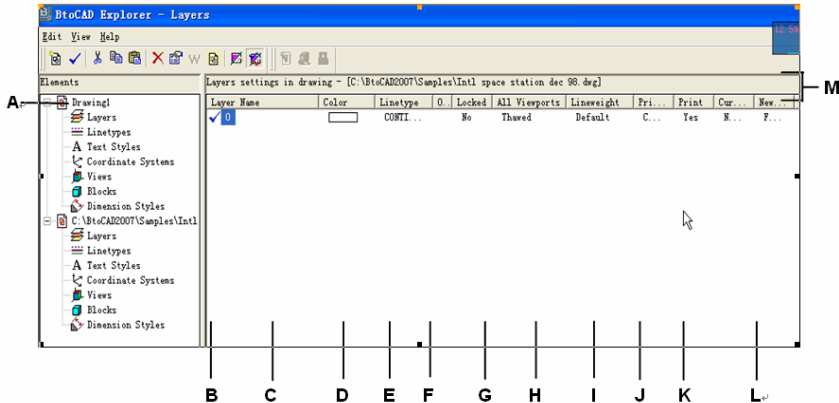 BtoCAD Explorer - Layers
Edit View Help
12.5%
Elements
Layers settings in drawing - [C:\BtoCAD2007\Samples\Intl space station dec 98.dwg]
M
A
Drawing1
Layer Name Color Linetype O.. Locked All Viewports Lineweight Pri... Print Cur... New...
Layers
0 CONTI... No Thawed Default C... Yes N... F...
Linetypes
Text Styles
Coordinate Systems
Views
Blocks
Dimension Styles
C:\BtoCAD2007\Samples\Intl
Layers
Linetypes
Text Styles
Coordinate Systems
Views
Blocks
Dimension Styles
B C D E F G H I J K L